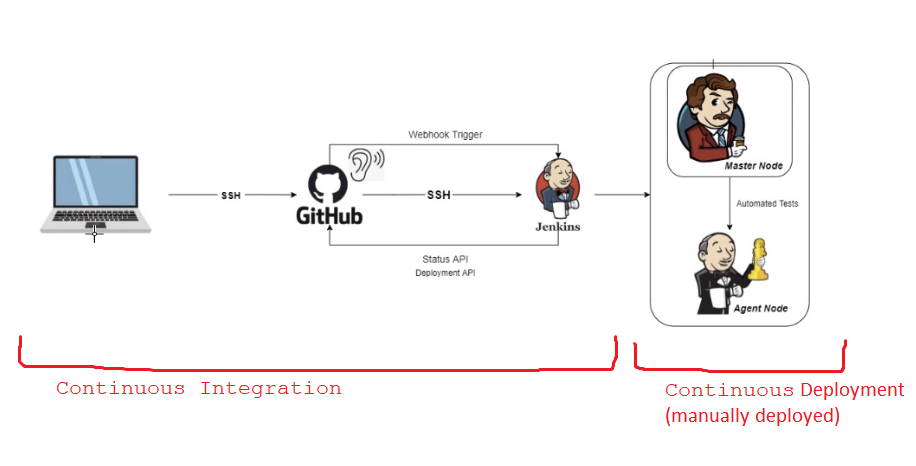 Webhook Trigger
SSH
GitHub
SSH
Jenkins
Status API
Deployment API
Master Node
Automated Tests
Agent Node
Continuous Integration
Continuous Deployment
(manually deployed)